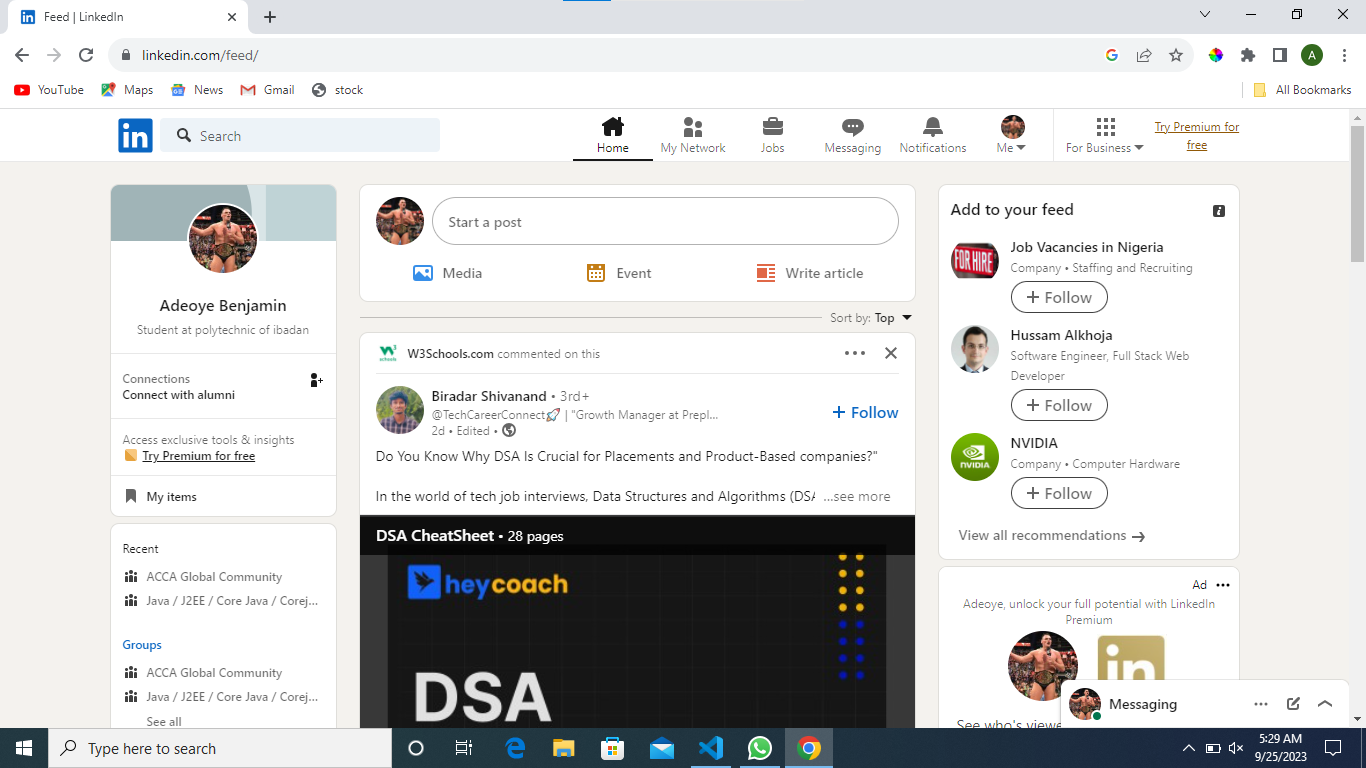 Feed | LinkedIn
linkedin.com/feed/
A
YouTube
Maps
News
Gmail
stock
All Bookmarks
in
Search
Home
My Network
Jobs
Messaging
Notifications
Me
For Business
Try Premium for
free
Adeoye Benjamin
Student at polytechnic of ibadan
Connections
Connect with alumni
Access exclusive tools & insights
Try Premium for free
My items
Recent
ACCA Global Community
Java / J2EE / Core Java / Corej...
Groups
ACCA Global Community
Java / J2EE / Core Java / Corej...
See all
Start a post
Media
Event
Write article
Sort by: Top
W3Schools.com commented on this
Biradar Shivanand • 3rd+
@TechCareerConnect🚀 | "Growth Manager at Prepl...
2d • Edited •
+ Follow
Do You Know Why DSA Is Crucial for Placements and Product-Based companies?"
In the world of tech job interviews, Data Structures and Algorithms (DSA …see more
DSA CheatSheet • 28 pages
heycoach
DSA
Add to your feed
FOR HIRE
Job Vacancies in Nigeria
Company • Staffing and Recruiting
+ Follow
Hussam Alkhoja
Software Engineer, Full Stack Web
Developer
+ Follow
NVIDIA
NVIDIA
Company • Computer Hardware
+ Follow
View all recommendations →
Ad
Adeoye, unlock your full potential with LinkedIn
Premium
in
See who's viewe
Messaging
Type here to search
5:29 AM
9/25/2023